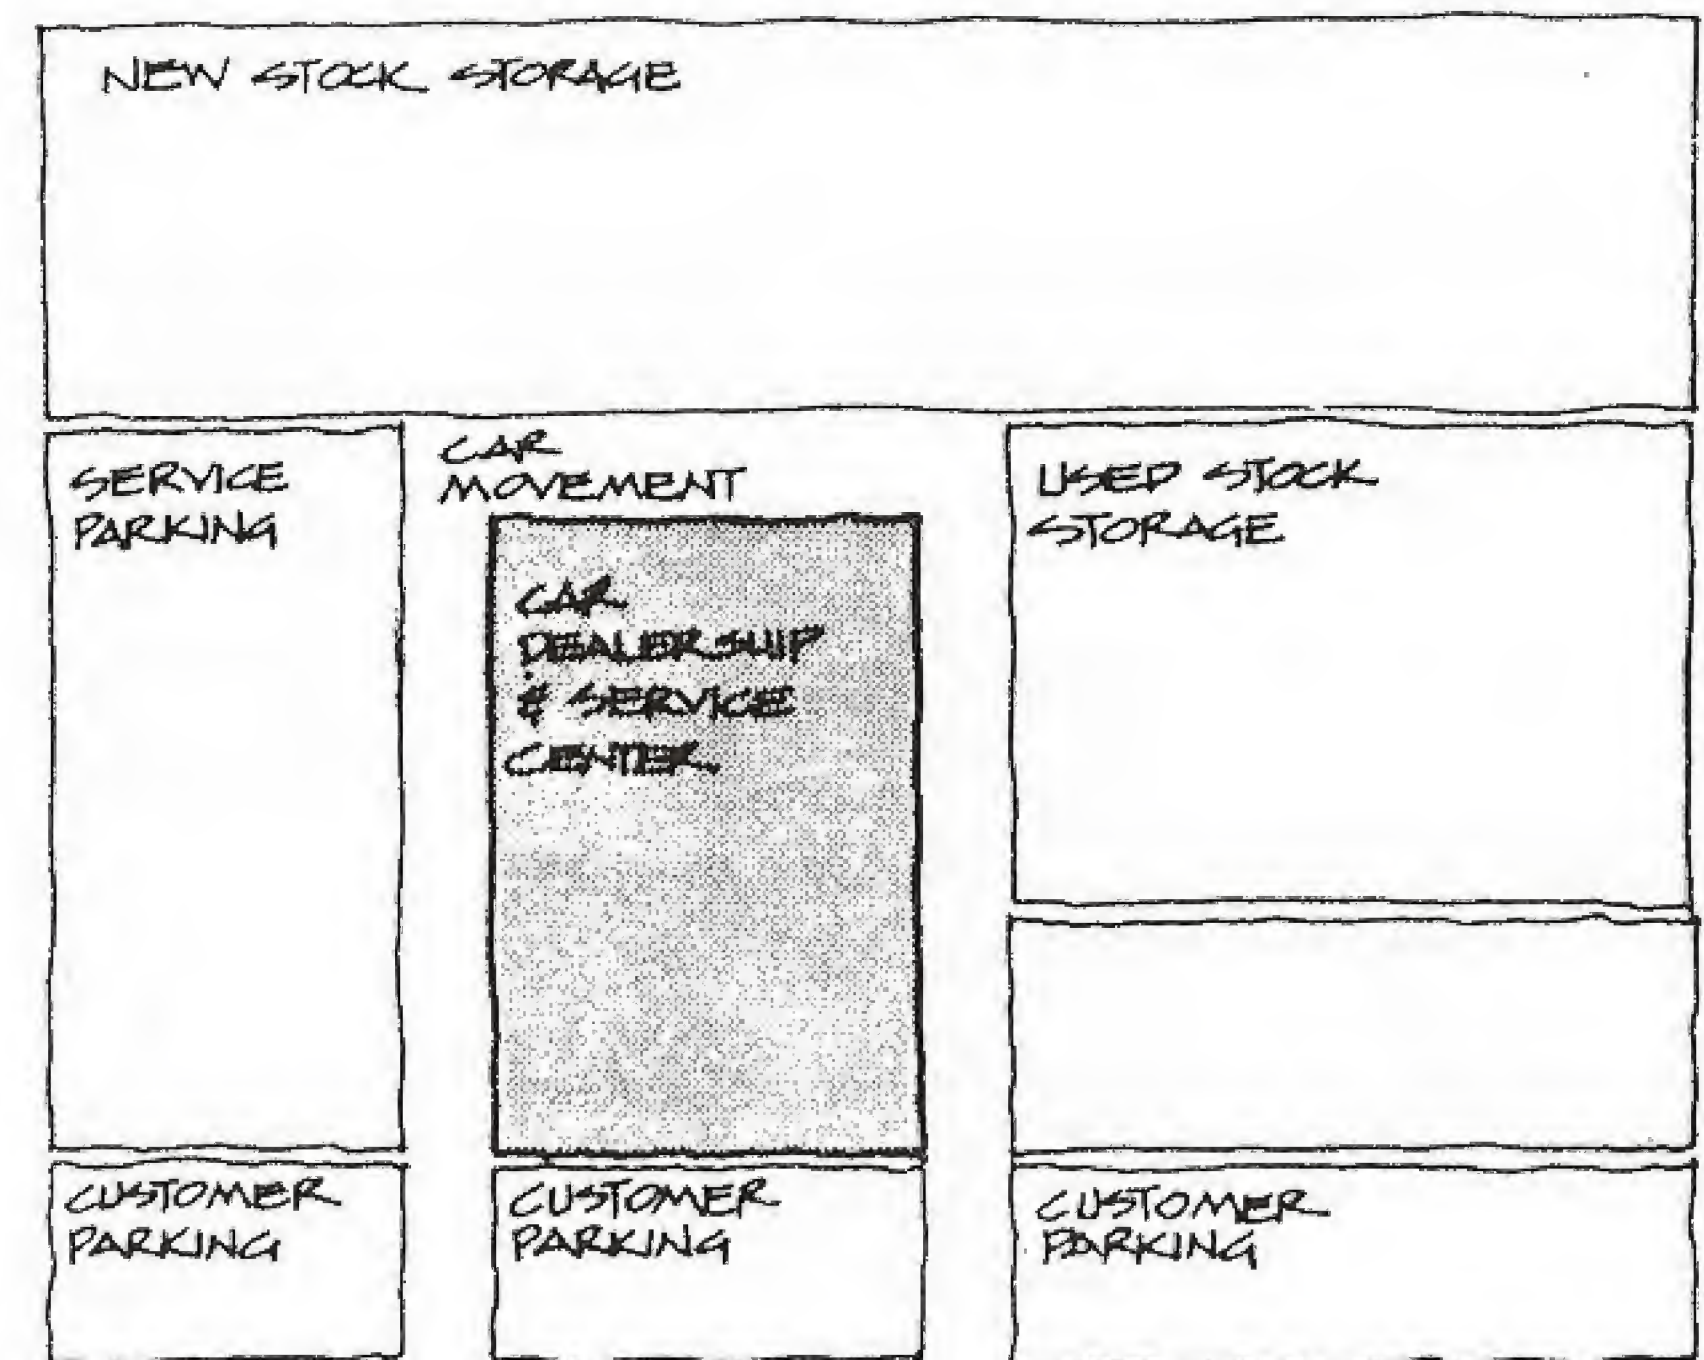 NEW STOCK STORAGE
SERVICE
PARKING
CAR
MOVEMENT
USED STOCK
STORAGE
CAR
DEALERSHIP
& SERVICE
CENTER
CUSTOMER
PARKING
CUSTOMER
PARKING
CUSTOMER
PARKING